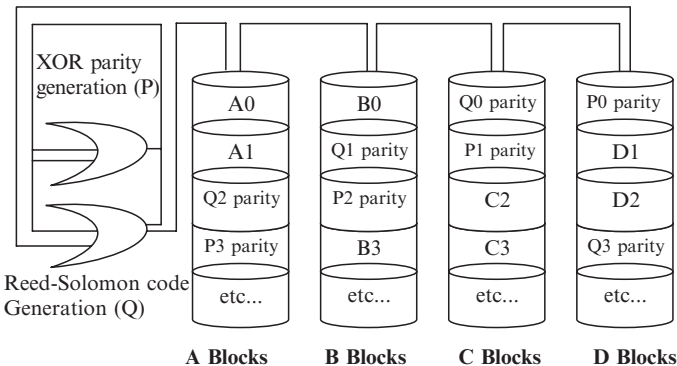 XOR parity
generation (P)
A0 B0 Q0 parity P0 parity
A1 Q1 parity P1 parity D1
Q2 parity P2 parity C2 D2
P3 parity B3 C3 Q3 parity
Reed-Solomon code
Generation (Q)
etc... etc... etc... etc...
A Blocks B Blocks C Blocks D Blocks